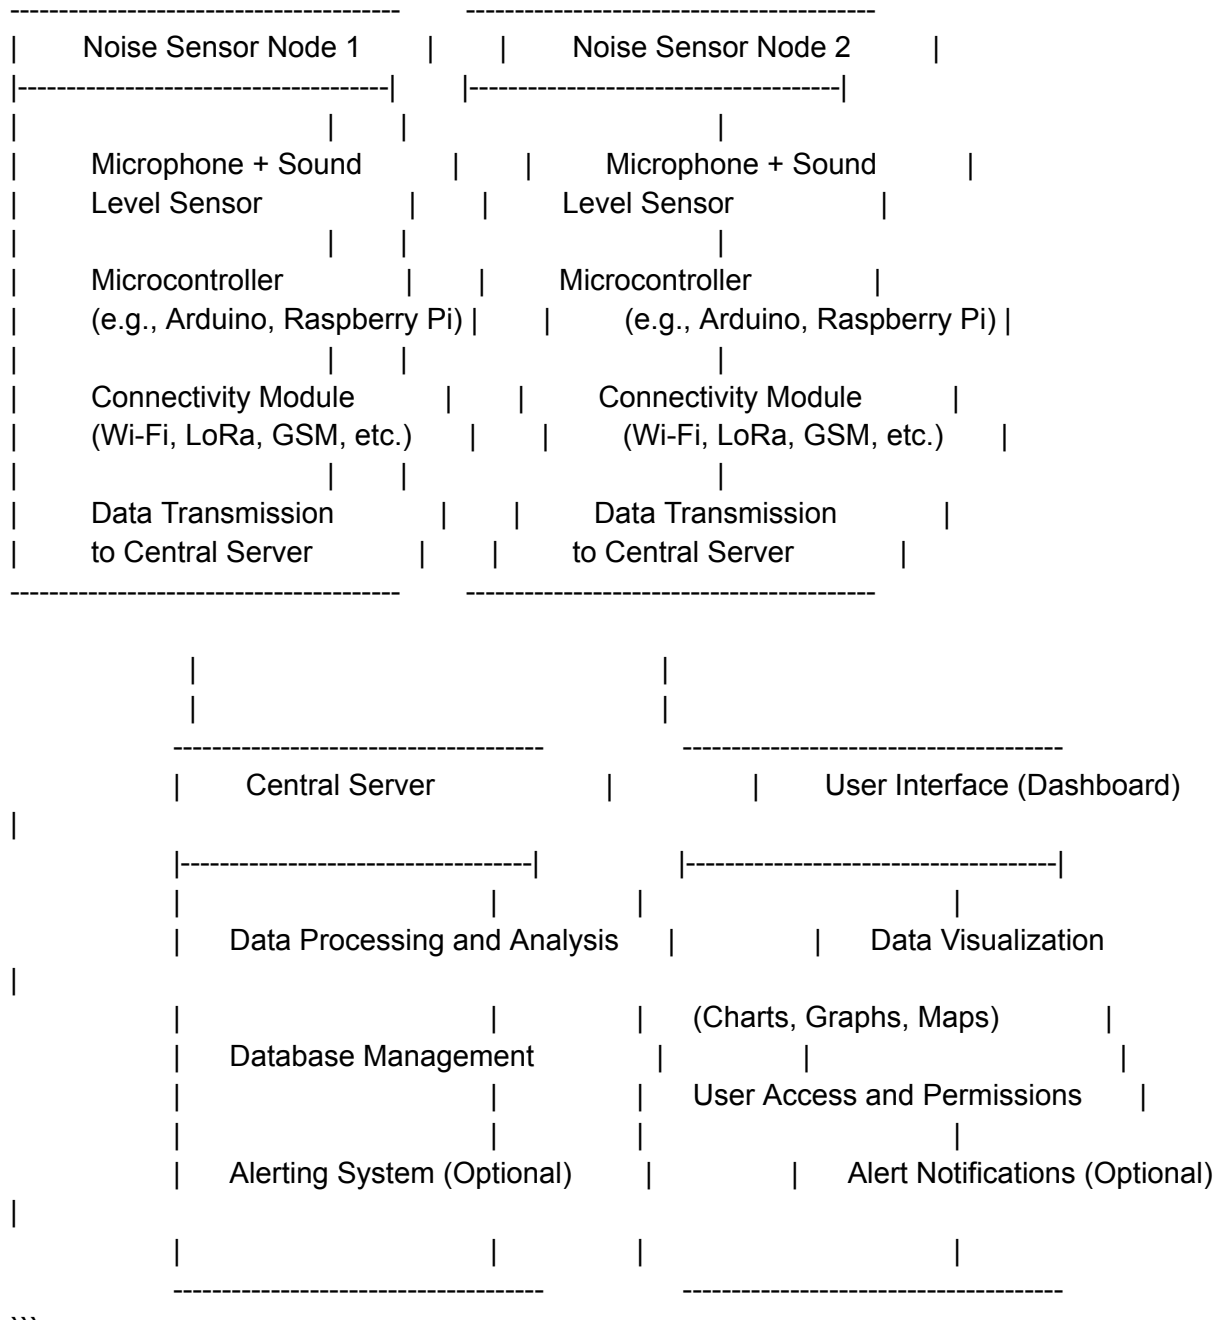 ---------------------------------------- ------------------------------------------
| Noise Sensor Node 1 | | Noise Sensor Node 2 |
|--------------------------------------| |--------------------------------------|
| | | |
| Microphone + Sound | | Microphone + Sound |
| Level Sensor | | Level Sensor |
| | | |
| Microcontroller | | Microcontroller |
| (e.g., Arduino, Raspberry Pi) | | (e.g., Arduino, Raspberry Pi) |
| | | |
| Connectivity Module | | Connectivity Module |
| (Wi-Fi, LoRa, GSM, etc.) | | (Wi-Fi, LoRa, GSM, etc.) |
| | | |
| Data Transmission | | Data Transmission |
| to Central Server | | to Central Server |
---------------------------------------- ------------------------------------------
| |
| |
-------------------------------------- ---------------------------------------
| Central Server | | User Interface (Dashboard)
|
|------------------------------------| |--------------------------------------|
| | | |
| Data Processing and Analysis | | Data Visualization
|
| | | (Charts, Graphs, Maps) |
| Database Management | | |
| | | User Access and Permissions |
| | | |
| Alerting System (Optional) | | Alert Notifications (Optional)
|
| | | |
-------------------------------------- ---------------------------------------
```